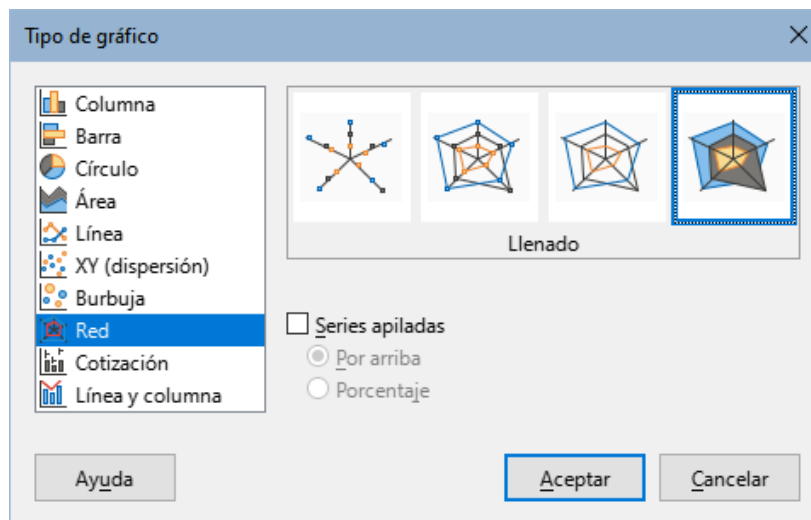 Tipo de gráfico
Columna
Barra
Círculo
Área
Línea
XY (dispersión)
Burbuja
Red
Cotización
Línea y columna
Llenado
Series apiladas
Por arriba
Porcentaje
Ayuda
Aceptar
Cancelar